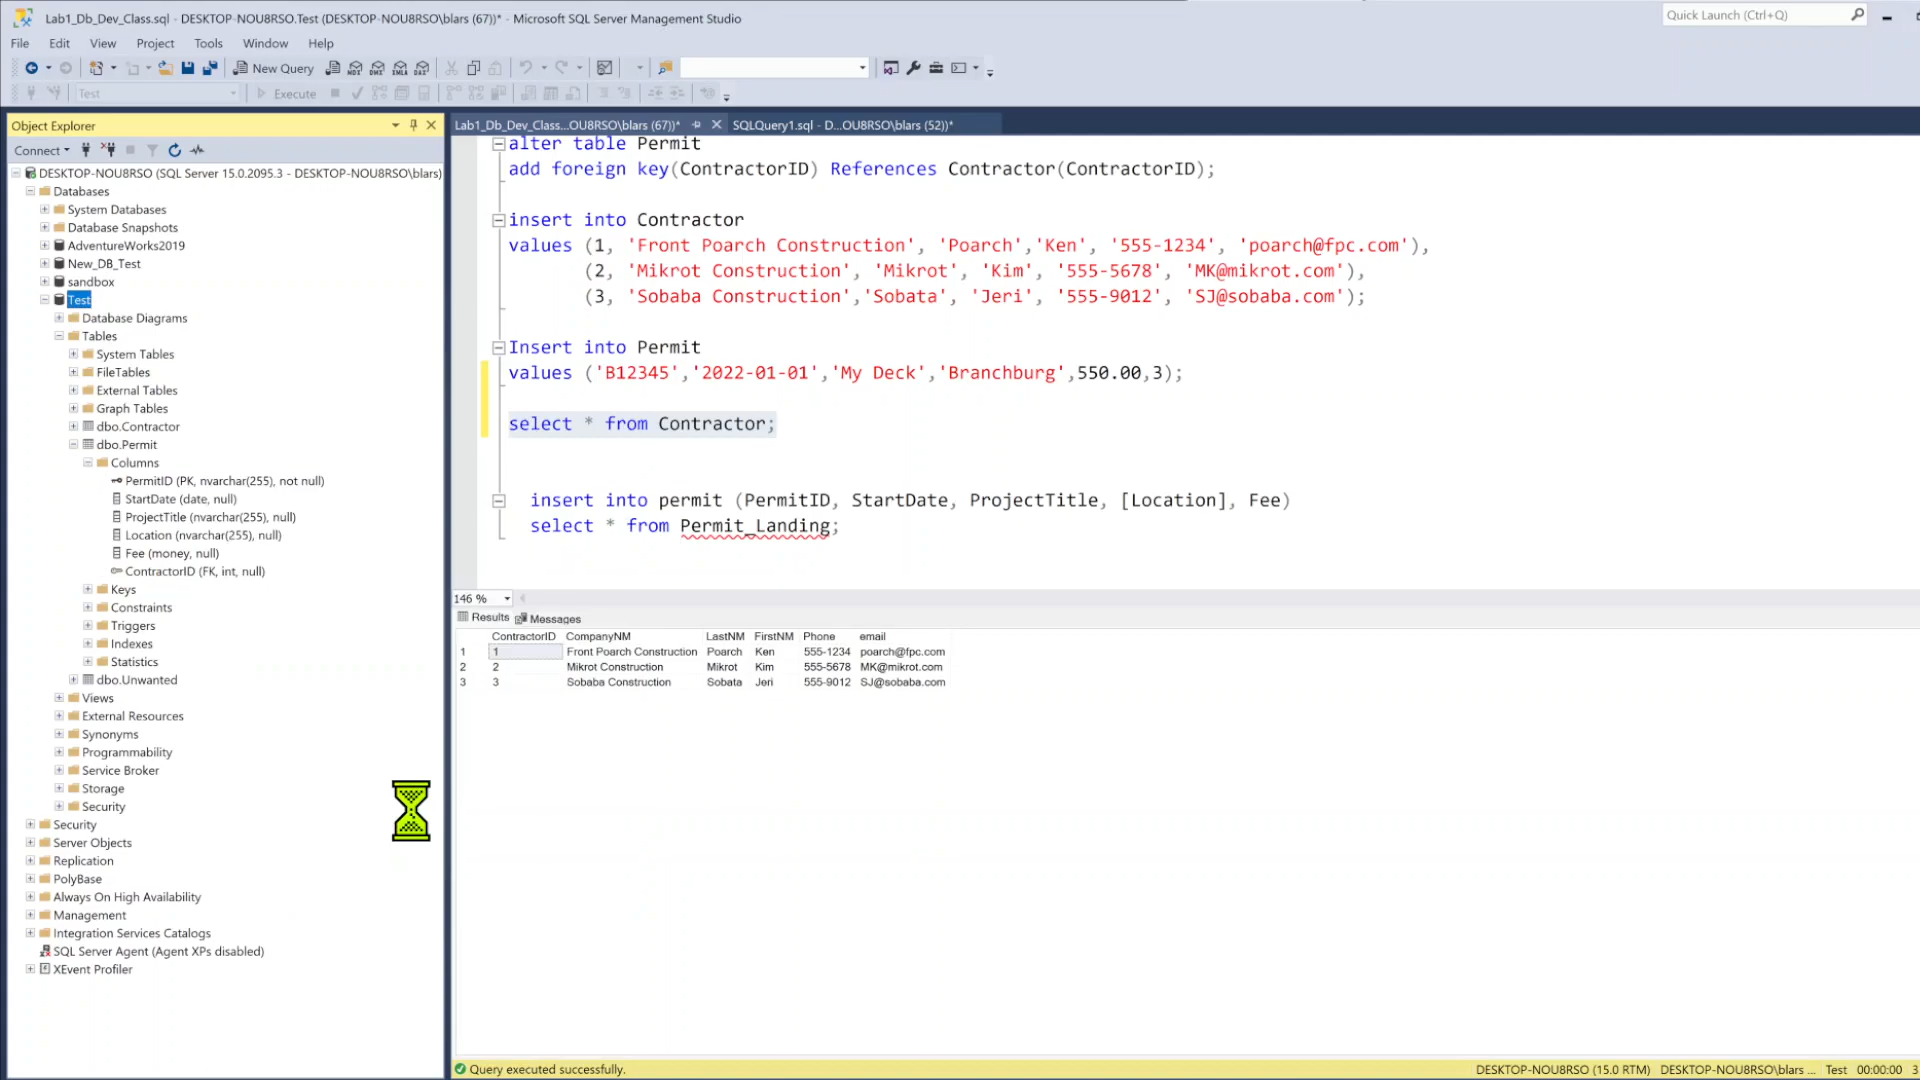 Lab1_Db_Dev_Class.sql - DESKTOP-NOU8RSO.Test (DESKTOP-NOU8RSO\blars (67))* - Microsoft SQL Server Management Studio
Quick Launch (Ctrl+Q)
File Edit View Project Tools Window Help
New Query
Test
Execute
Object Explorer
Lab1_Db_Dev_Class...OU8RSO\blars (67))*
SQLQuery1.sql - D...OU8RSO\blars (52))*
Connect
DESKTOP-NOU8RSO (SQL Server 15.0.2095.3 - DESKTOP-NOU8RSO\blars)
Databases
System Databases
Database Snapshots
AdventureWorks2019
New_DB_Test
sandbox
Test
Database Diagrams
Tables
System Tables
FileTables
External Tables
Graph Tables
dbo.Contractor
dbo.Permit
Columns
PermitID (PK, nvarchar(255), not null)
StartDate (date, null)
ProjectTitle (nvarchar(255), null)
Location (nvarchar(255), null)
Fee (money, null)
ContractorID (FK, int, null)
Keys
Constraints
Triggers
Indexes
Statistics
dbo.Unwanted
Views
External Resources
Synonyms
Programmability
Service Broker
Storage
Security
Security
Server Objects
Replication
PolyBase
Always On High Availability
Management
Integration Services Catalogs
SQL Server Agent (Agent XPs disabled)
XEvent Profiler
alter table Permit
add foreign key(ContractorID) References Contractor(ContractorID);
insert into Contractor
values (1, 'Front Poarch Construction', 'Poarch','Ken', '555-1234', 'poarch@fpc.com'),
(2, 'Mikrot Construction', 'Mikrot', 'Kim', '555-5678', 'MK@mikrot.com'),
(3, 'Sobaba Construction','Sobata', 'Jeri', '555-9012', 'SJ@sobaba.com');
Insert into Permit
values ('B12345','2022-01-01','My Deck','Branchburg',550.00,3);
select * from Contractor;
insert into permit (PermitID, StartDate, ProjectTitle, [Location], Fee)
select * from Permit_Landing;
146 %
Results Messages
ContractorID CompanyNM LastNM FirstNM Phone email
1 1 Front Poarch Construction Poarch Ken 555-1234 poarch@fpc.com
2 2 Mikrot Construction Mikrot Kim 555-5678 MK@mikrot.com
3 3 Sobaba Construction Sobata Jeri 555-9012 SJ@sobaba.com
Query executed successfully.
DESKTOP-NOU8RSO (15.0 RTM) DESKTOP-NOU8RSO\blars ... Test 00:00:00 3